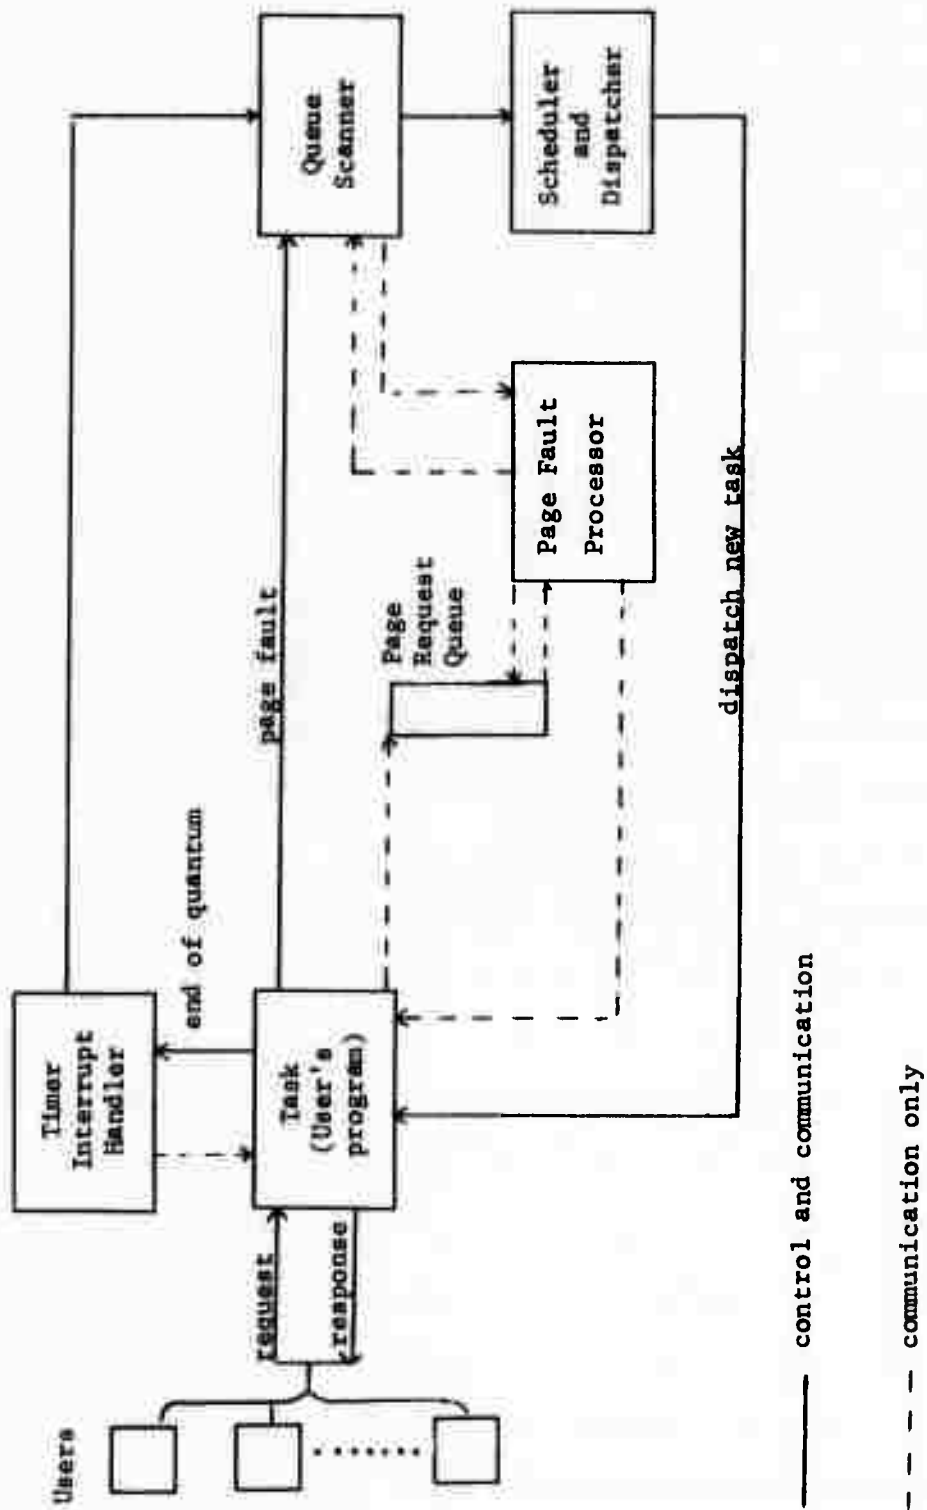 Users
request
response
Timer
Interrupt
Handler
end of quantum
Task
(User's
program)
page fault
Page
Request
Queue
Page Fault
Processor
Queue
Scanner
Scheduler
and
Dispatcher
dispatch new task
control and communication
communication only